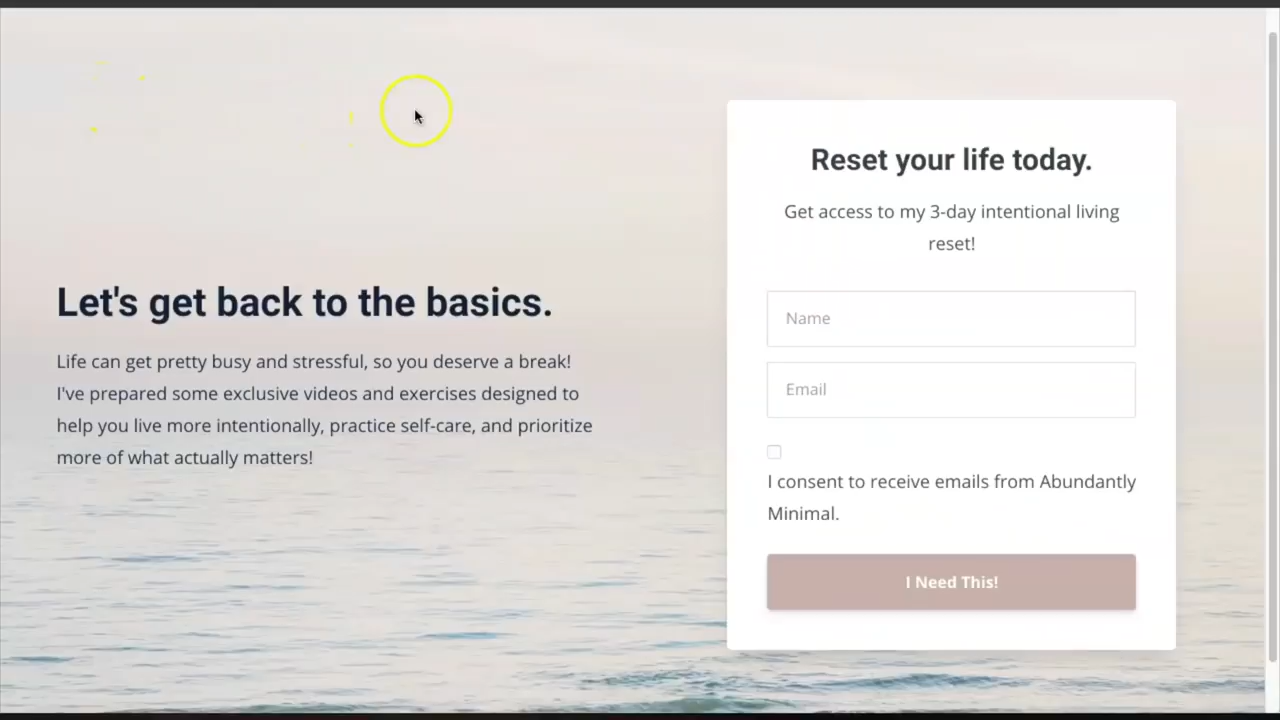 Let's get back to the basics.
Life can get pretty busy and stressful, so you deserve a break!
I've prepared some exclusive videos and exercises designed to
help you live more intentionally, practice self-care, and prioritize
more of what actually matters!
Reset your life today.
Get access to my 3-day intentional living
reset!
Name
Email
I consent to receive emails from Abundantly
Minimal.
I Need This!